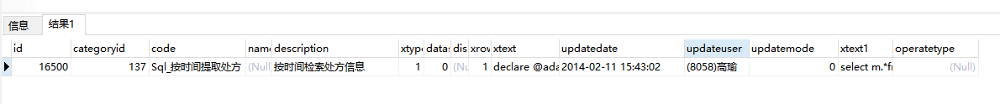 信息 结果1
id categoryid code name description xtype datas dis xrow xtext updatedate updateuser updatemode xtext1 operatetype
16500 137 Sql_按时间提取处方 (Null 按时间检索处方信息 1 0 (Nu 1 declare @ada 2014-02-11 15:43:02 (8058)高瑜 0 select m.*fr (Null)